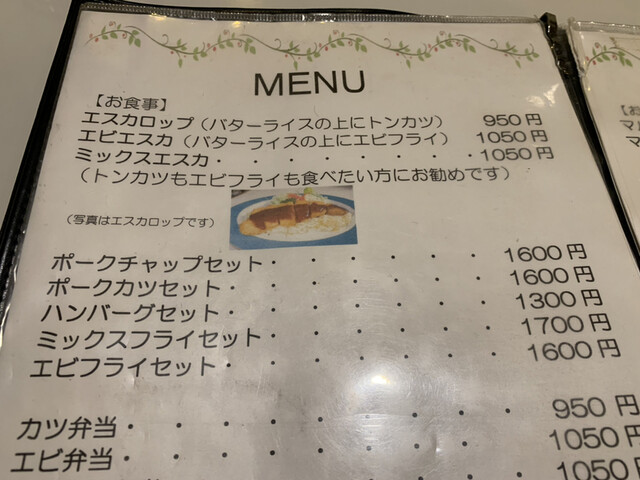 MENU
【お食事】
エスカロップ（バターライスの上にトンカツ） 950円
エビエスカ（バターライスの上にエビフライ） 1050円
ミックスエスカ・・・・・・・・・1050円
（トンカツもエビフライも食べたい方にお勧めです）
（写真はエスカロップです）
ポークチャップセット・・・・・・・1600円
ポークカツセット・・・・・・・・1600円
ハンバーグセット・・・・・・・・1300円
ミックスフライセット・・・・・・・1700円
エビフライセット・・・・・・・・1600円
カツ弁当・・・・・・・・・・950円
エビ弁当・・・・・・・・・・1050円
1050円
【お
マル
マ